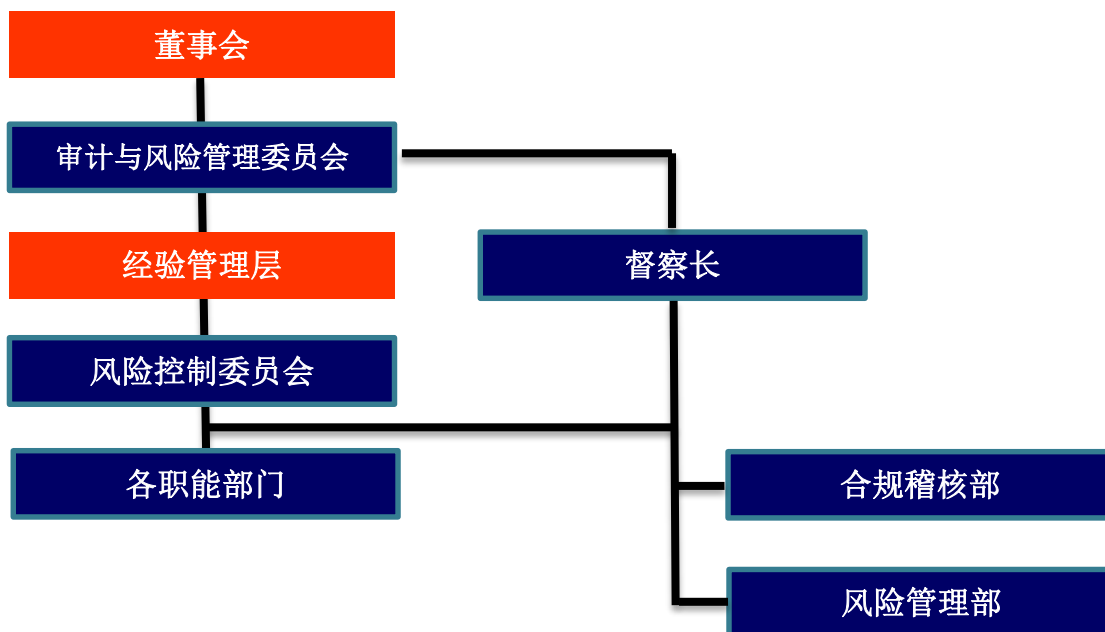 董事会
审计与风险管理委员会
经验管理层
督察长
风险控制委员会
各职能部门
合规稽核部
风险管理部